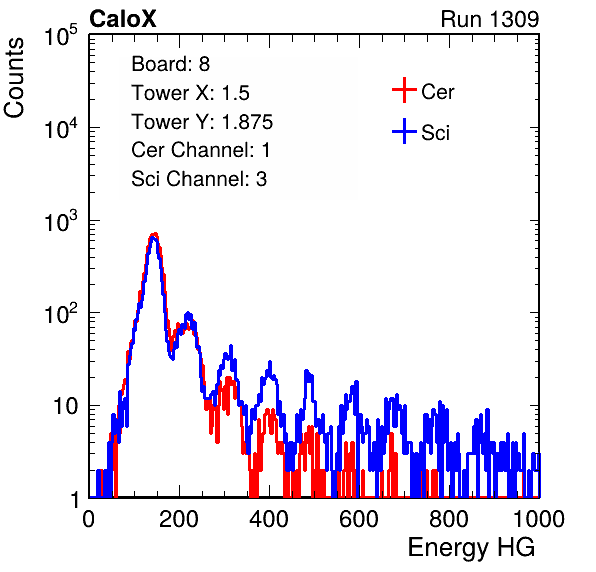 CaloX Run 1309
Board: 8
Tower X: 1.5
Tower Y: 1.875
Cer Channel: 1
Sci Channel: 3
Cer
Sci
Counts
10^5
10^4
10^3
10^2
10
1
0 200 400 600 800 1000
Energy HG